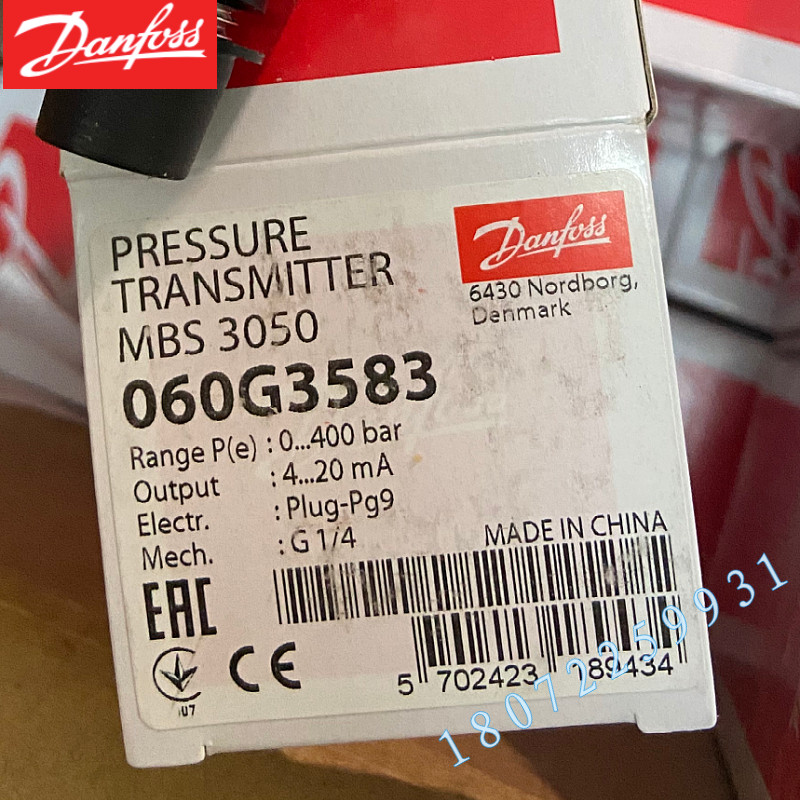 Danfoss
PRESSURE
TRANSMITTER
MBS 3050
060G3583
Danfoss
6430 Nordborg,
Denmark
Range P(e) : 0...400 bar
Output : 4...20 mA
Electr. : Plug-Pg9
Mech. : G 1/4
MADE IN CHINA
EAC
CE
5 702423 189434
18072259931